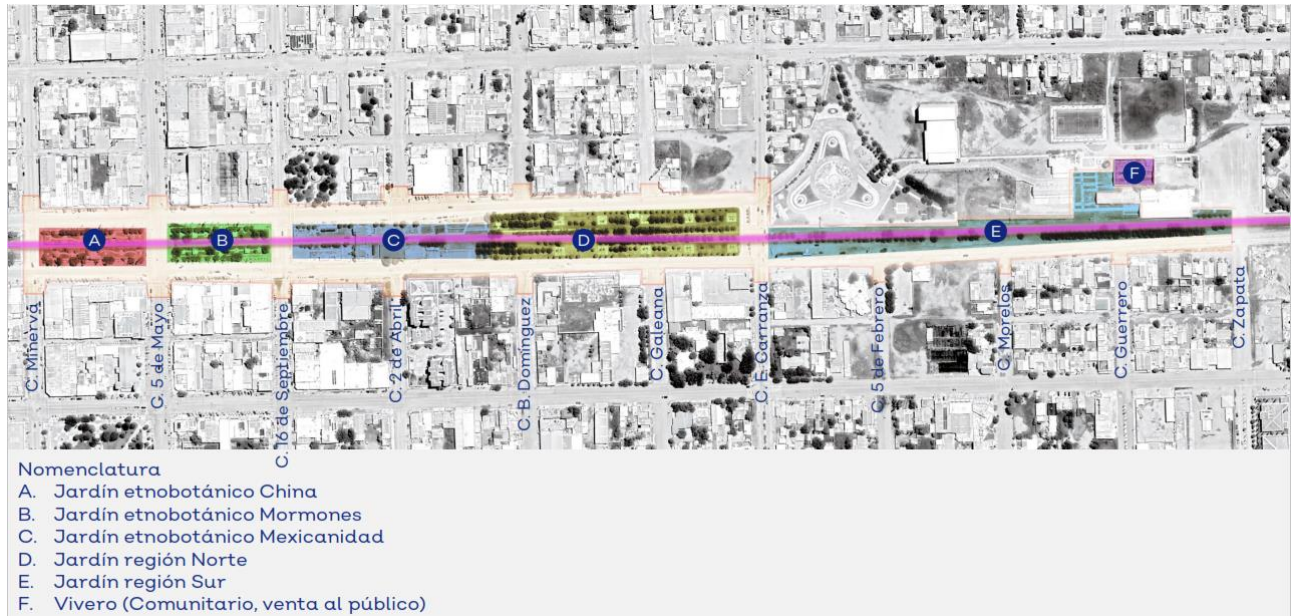 A
B
C
D
E
F
C. Minerva
C. 5 de Mayo
C. 16 de Septiembre
C. 2 de Abril
C. B. Domínguez
C. Galeana
C. E. Carranza
C. 5 de Febrero
C. Morelos
C. Guerrero
C. Zapata
Nomenclatura
A. Jardín etnobotánico China
B. Jardín etnobotánico Mormones
C. Jardín etnobotánico Mexicanidad
D. Jardín región Norte
E. Jardín región Sur
F. Vivero (Comunitario, venta al público)